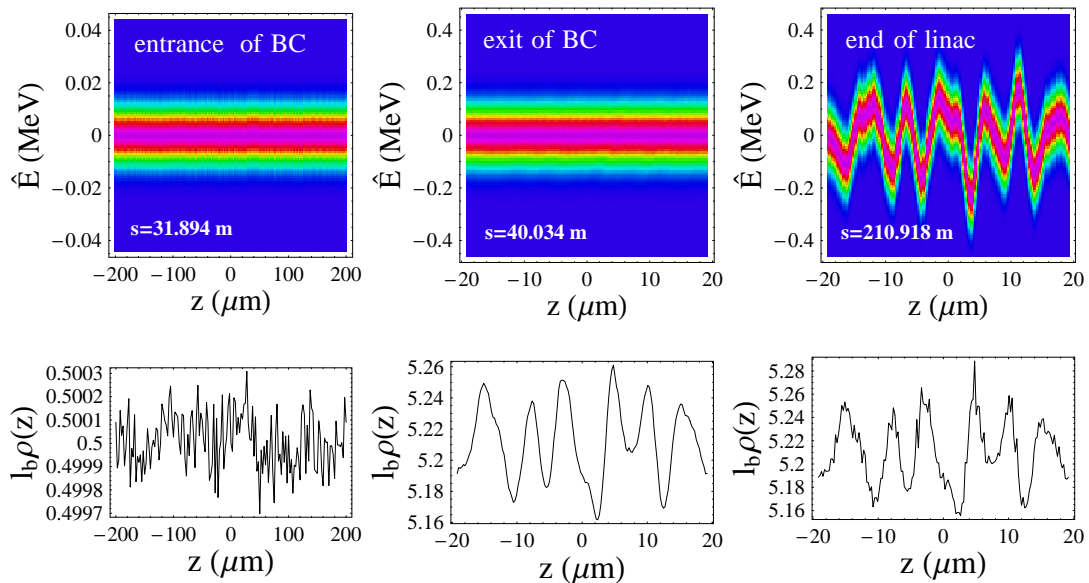 entrance of BC
Ê (MeV)
0.04
0.02
0
−0.02
−0.04
s=31.894 m
−200 −100 0 100 200
z (μm)
exit of BC
Ê (MeV)
0.4
0.2
0
−0.2
−0.4
s=40.034 m
−20 −10 0 10 20
z (μm)
end of linac
Ê (MeV)
0.4
0.2
0
−0.2
−0.4
s=210.918 m
−20 −10 0 10 20
z (μm)
l_bρ(z)
0.5003
0.5001
0.5
0.4999
0.4998
0.4997
−200 −100 0 100 200
z (μm)
l_bρ(z)
5.26
5.24
5.22
5.2
5.18
5.16
−20 −10 0 10 20
z (μm)
l_bρ(z)
5.28
5.26
5.24
5.22
5.2
5.18
5.16
−20 −10 0 10 20
z (μm)